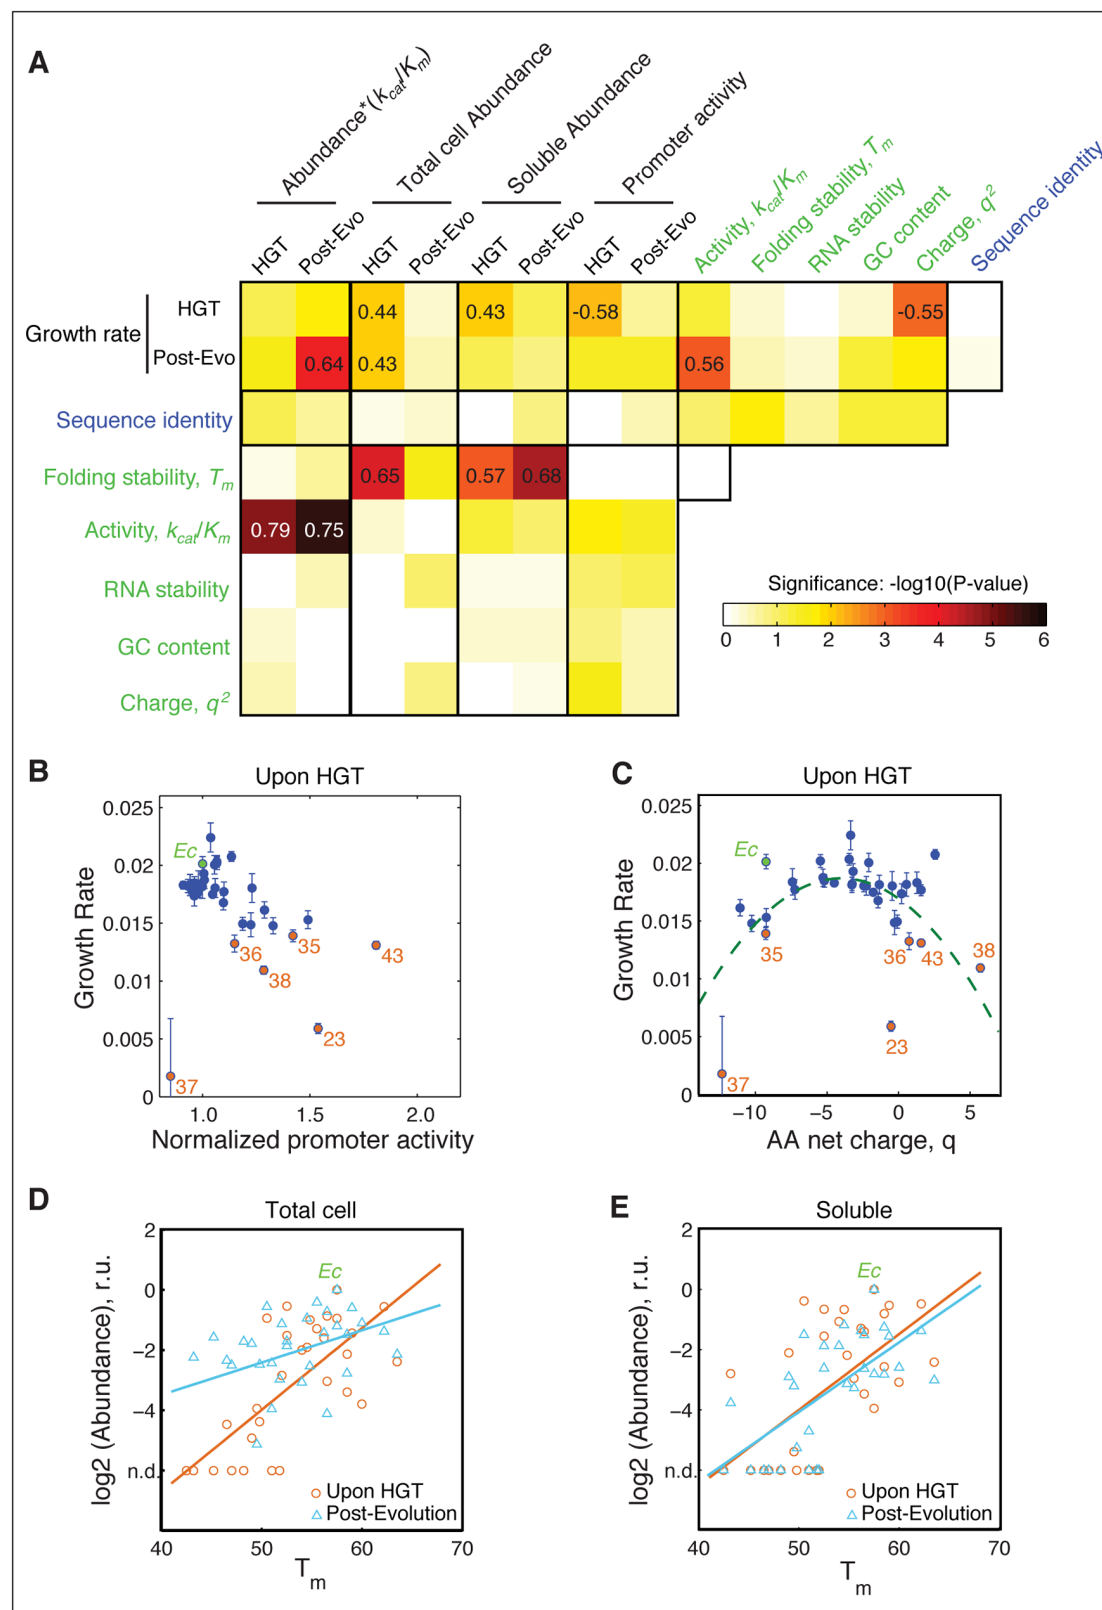 A
Abundance*(kcat/Km)
Total cell Abundance
Soluble Abundance
Promoter activity
HGT
Post-Evo
HGT
Post-Evo
HGT
Post-Evo
HGT
Post-Evo
Activity, kcat/Km
Folding stability, Tm
RNA stability
GC content
Charge, q²
Sequence identity
Growth rate
HGT
0.44
0.43
-0.58
-0.55
Post-Evo
0.64
0.43
0.56
Sequence identity
Folding stability, Tm
0.65
0.57
0.68
Activity, kcat/Km
0.79
0.75
RNA stability
GC content
Charge, q²
Significance: -log10(P-value)
0 1 2 3 4 5 6
B
Upon HGT
0.025
0.02
0.015
0.01
0.005
0
Growth Rate
Ec
36
35
43
38
23
37
1.0 1.5 2.0
Normalized promoter activity
C
Upon HGT
0.025
0.02
0.015
0.01
0.005
0
Growth Rate
Ec
35
36
43
38
23
37
−10 −5 0 5
AA net charge, q
D
Total cell
2
0
−2
−4
n.d.
log2 (Abundance), r.u.
Ec
Upon HGT
Post-Evolution
40 50 60 70
Tm
E
Soluble
2
0
−2
−4
n.d.
log2 (Abundance), r.u.
Ec
Upon HGT
Post-Evolution
40 50 60 70
Tm